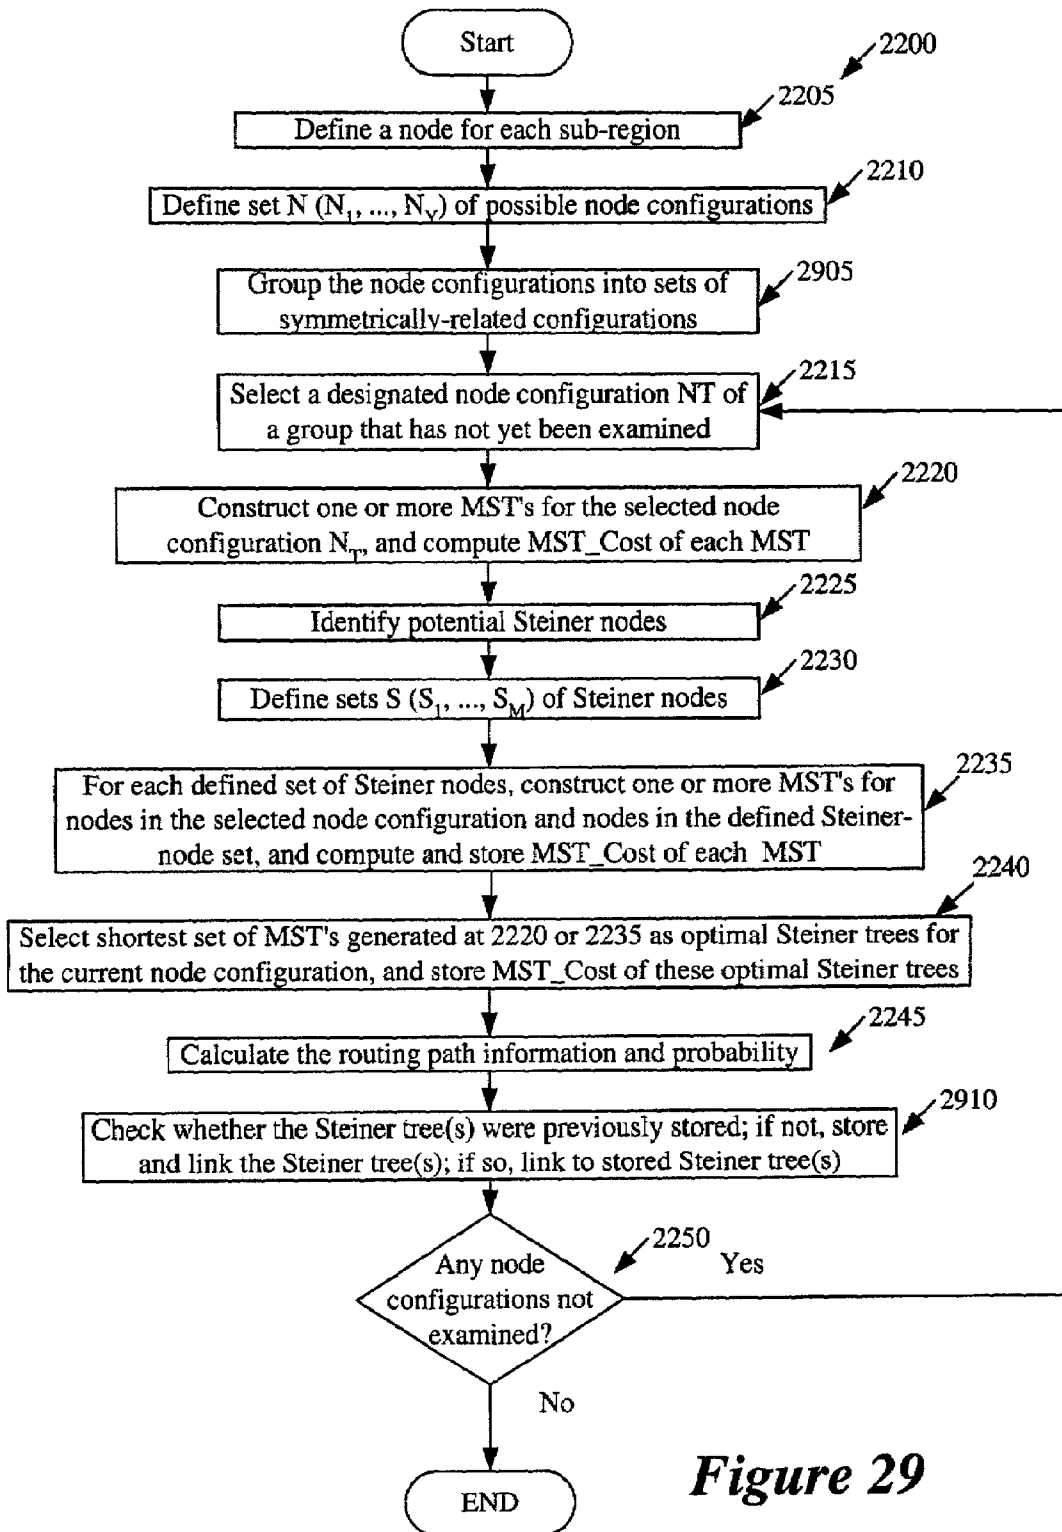 Start
2200
2205
Define a node for each sub-region
2210
Define set N (N1, ..., NY) of possible node configurations
2905
Group the node configurations into sets of
symmetrically-related configurations
2215
Select a designated node configuration NT of
a group that has not yet been examined
2220
Construct one or more MST's for the selected node
configuration NT, and compute MST_Cost of each MST
2225
Identify potential Steiner nodes
2230
Define sets S (S1, ..., SM) of Steiner nodes
2235
For each defined set of Steiner nodes, construct one or more MST's for
nodes in the selected node configuration and nodes in the defined Steiner-
node set, and compute and store MST_Cost of each MST
2240
Select shortest set of MST's generated at 2220 or 2235 as optimal Steiner trees for
the current node configuration, and store MST_Cost of these optimal Steiner trees
2245
Calculate the routing path information and probability
2910
Check whether the Steiner tree(s) were previously stored; if not, store
and link the Steiner tree(s); if so, link to stored Steiner tree(s)
2250
Any node
configurations not
examined?
Yes
No
END
Figure 29